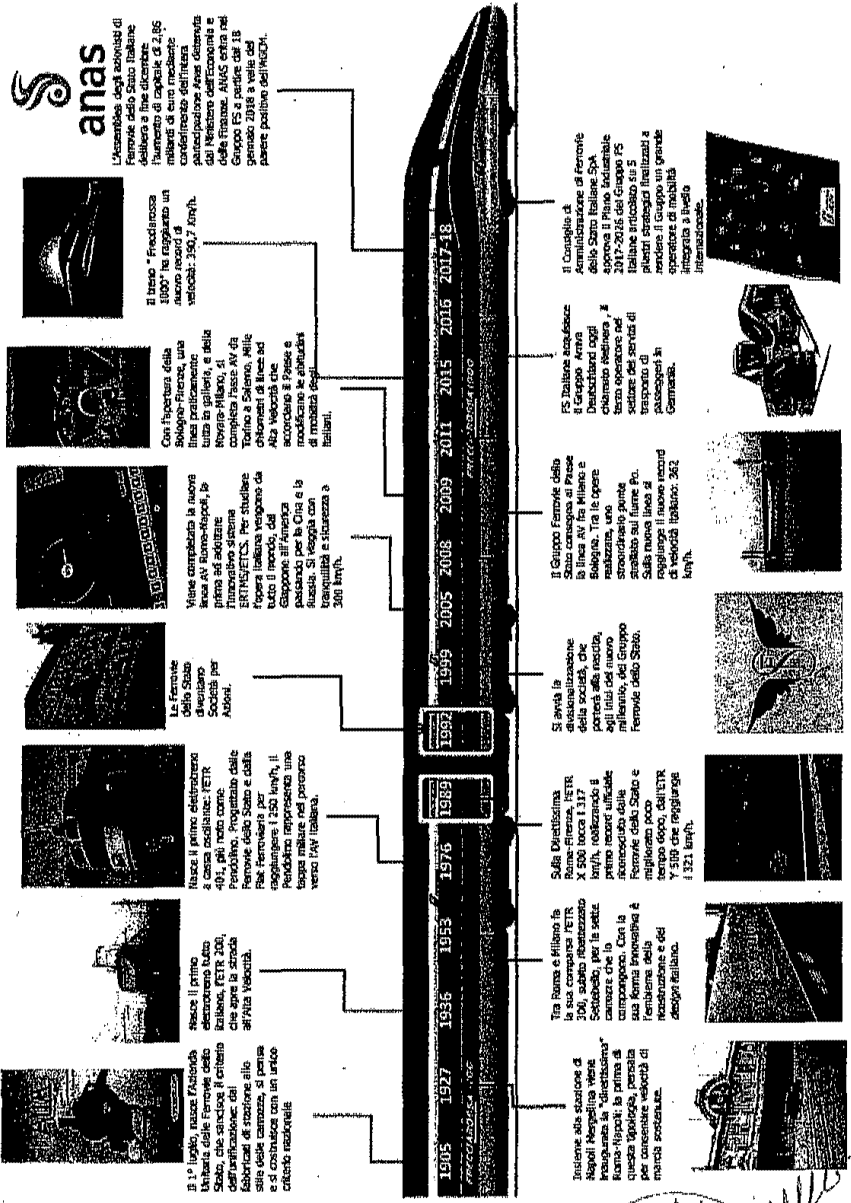 Il 1° luglio, nasce l'Azienda
Unitaria delle Ferrovie dello
Stato, che sancisce il criterio
dell'unificazione: dai
fabbricati di stazione allo
stile delle carrozze, si pensa
e si costruisce con un unico
criterio nazionale
Nasce il primo
elettrotreno tutto
italiano, l'ETR 200,
che apre la strada
all'Alta Velocità.
Nasce il primo elettrotreno
a cassa oscillante: l'ETR
401, più noto come
Pendolino. Progettato dalle
Ferrovie dello Stato e dalla
Fiat Ferroviaria per
raggiungere i 250 km/h, il
Pendolino rappresenta una
tappa miliare nel percorso
verso l'AV italiana.
Le Ferrovie
dello Stato
diventano
Società per
Azioni.
Viene completata la nuova
linea AV Roma-Napoli, la
prima ad adottare
l'innovativo sistema
ERTMS/ETCS. Per studiare
l'opera italiana vengono da
tutto il mondo, dal
Giappone all'America
passando per la Cina e la
Russia. Si viaggia con
tranquillità e sicurezza a
300 km/h.
Con l'apertura della
Bologna-Firenze, una
linea praticamente
tutta in galleria, e della
Novara-Milano, si
completa l'asse AV da
Torino a Salerno. Mille
chilometri di linee ad
Alta Velocità che
accorciano il Paese e
modificano le abitudini
di mobilità degli
italiani.
Il treno "Frecciarossa
1000" ha raggiunto un
nuovo record di
velocità: 390,7 Km/h.
anas
L'Assemblea degli azionisti di
Ferrovie dello Stato Italiane
delibera a fine dicembre
l'aumento di capitale di 2,86
miliardi di euro mediante
conferimento dell'intera
partecipazione Anas detenuta
dal Ministero dell'Economia e
delle Finanze. ANAS entra nel
Gruppo FS a partire dal 18
gennaio 2018 a valle del
parere positivo dell'AGCM.
1905 1927 1936 1953 1976 1989 1992 1999 2005 2008 2009 2011 2015 2016 2017-18
FRECCIAROSSA 1000
FRECCIAROSSA 1000
Insieme alla stazione di
Napoli Mergellina viene
inaugurata la "direttissima"
Roma-Napoli: la prima di
questa tipologia, pensata
per consentire velocità di
marcia sostenute.
Tra Roma e Milano fa
la sua comparsa l'ETR
300, subito ribattezzato
Settebello, per le sette
carrozze che lo
compongono. Con la
sua forma innovativa è
l'emblema della
ricostruzione e del
design italiano.
Sulla Direttissima
Roma-Firenze, l'ETR
X 500 tocca i 317
km/h, realizzando il
primo record ufficiale
riconosciuto dalle
Ferrovie dello Stato e
migliorato poco
tempo dopo, dall'ETR
Y 500 che raggiunge
i 321 km/h.
Si avvia la
divisionalizzazione
della società, che
porterà alla nascita,
agli inizi del nuovo
millennio, del Gruppo
Ferrovie dello Stato.
Il Gruppo Ferrovie dello
Stato consegna al Paese
la linea AV fra Milano e
Bologna. Tra le opere
realizzate, uno
straordinario ponte
strallato sul fiume Po.
Sulla nuova linea si
raggiunge il nuovo record
di velocità italiano: 362
km/h.
FS Italiane acquisisce
il Gruppo Arriva
Deutschland oggi
chiamato Netinera, il
terzo operatore nel
settore dei servizi di
trasporto di
passeggeri in
Germania.
Il Consiglio di
Amministrazione di Ferrovie
dello Stato Italiane SpA
approva il Piano Industriale
2017-2026 del Gruppo FS
Italiane articolato su 5
pilastri strategici finalizzati a
rendere il Gruppo un grande
operatore di mobilità
integrata a livello
internazionale.